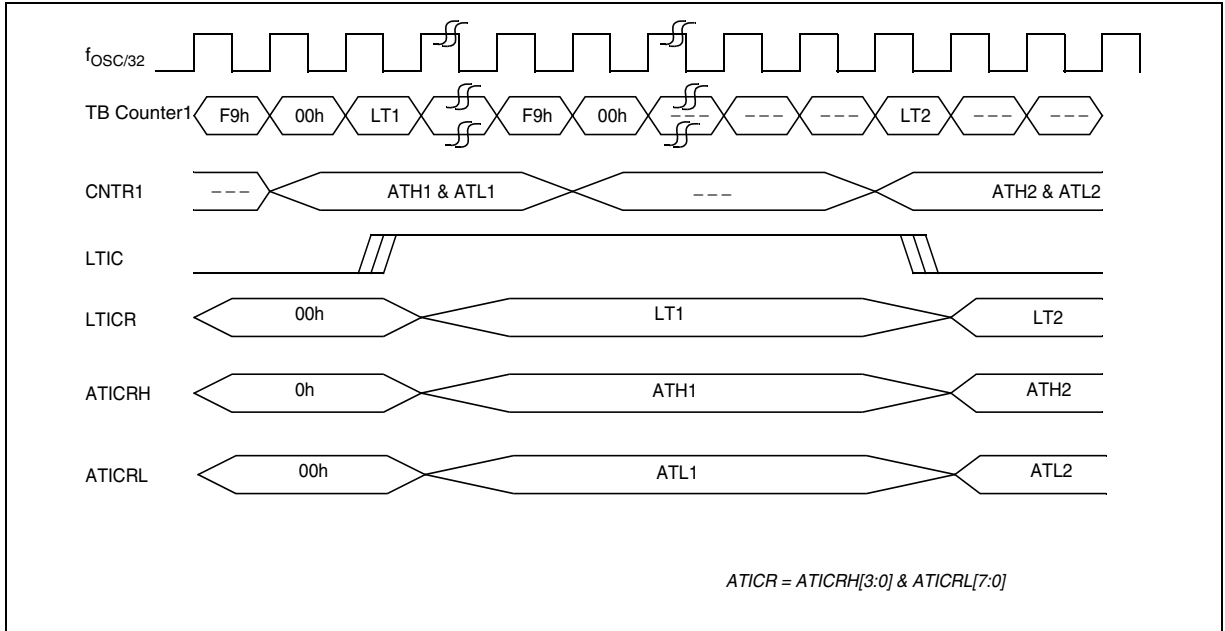 fOSC/32
TB Counter1 F9h 00h LT1 F9h 00h --- --- --- LT2 --- ---
CNTR1 --- ATH1 & ATL1 --- ATH2 & ATL2
LTIC
LTICR 00h LT1 LT2
ATICRH 0h ATH1 ATH2
ATICRL 00h ATL1 ATL2
ATICR = ATICRH[3:0] & ATICRL[7:0]